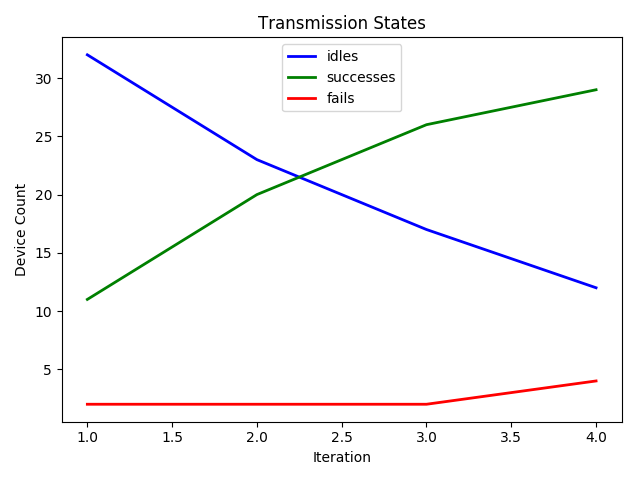 Transmission States
idles
successes
fails
Device Count
30
25
20
15
10
5
1.0 1.5 2.0 2.5 3.0 3.5 4.0
Iteration